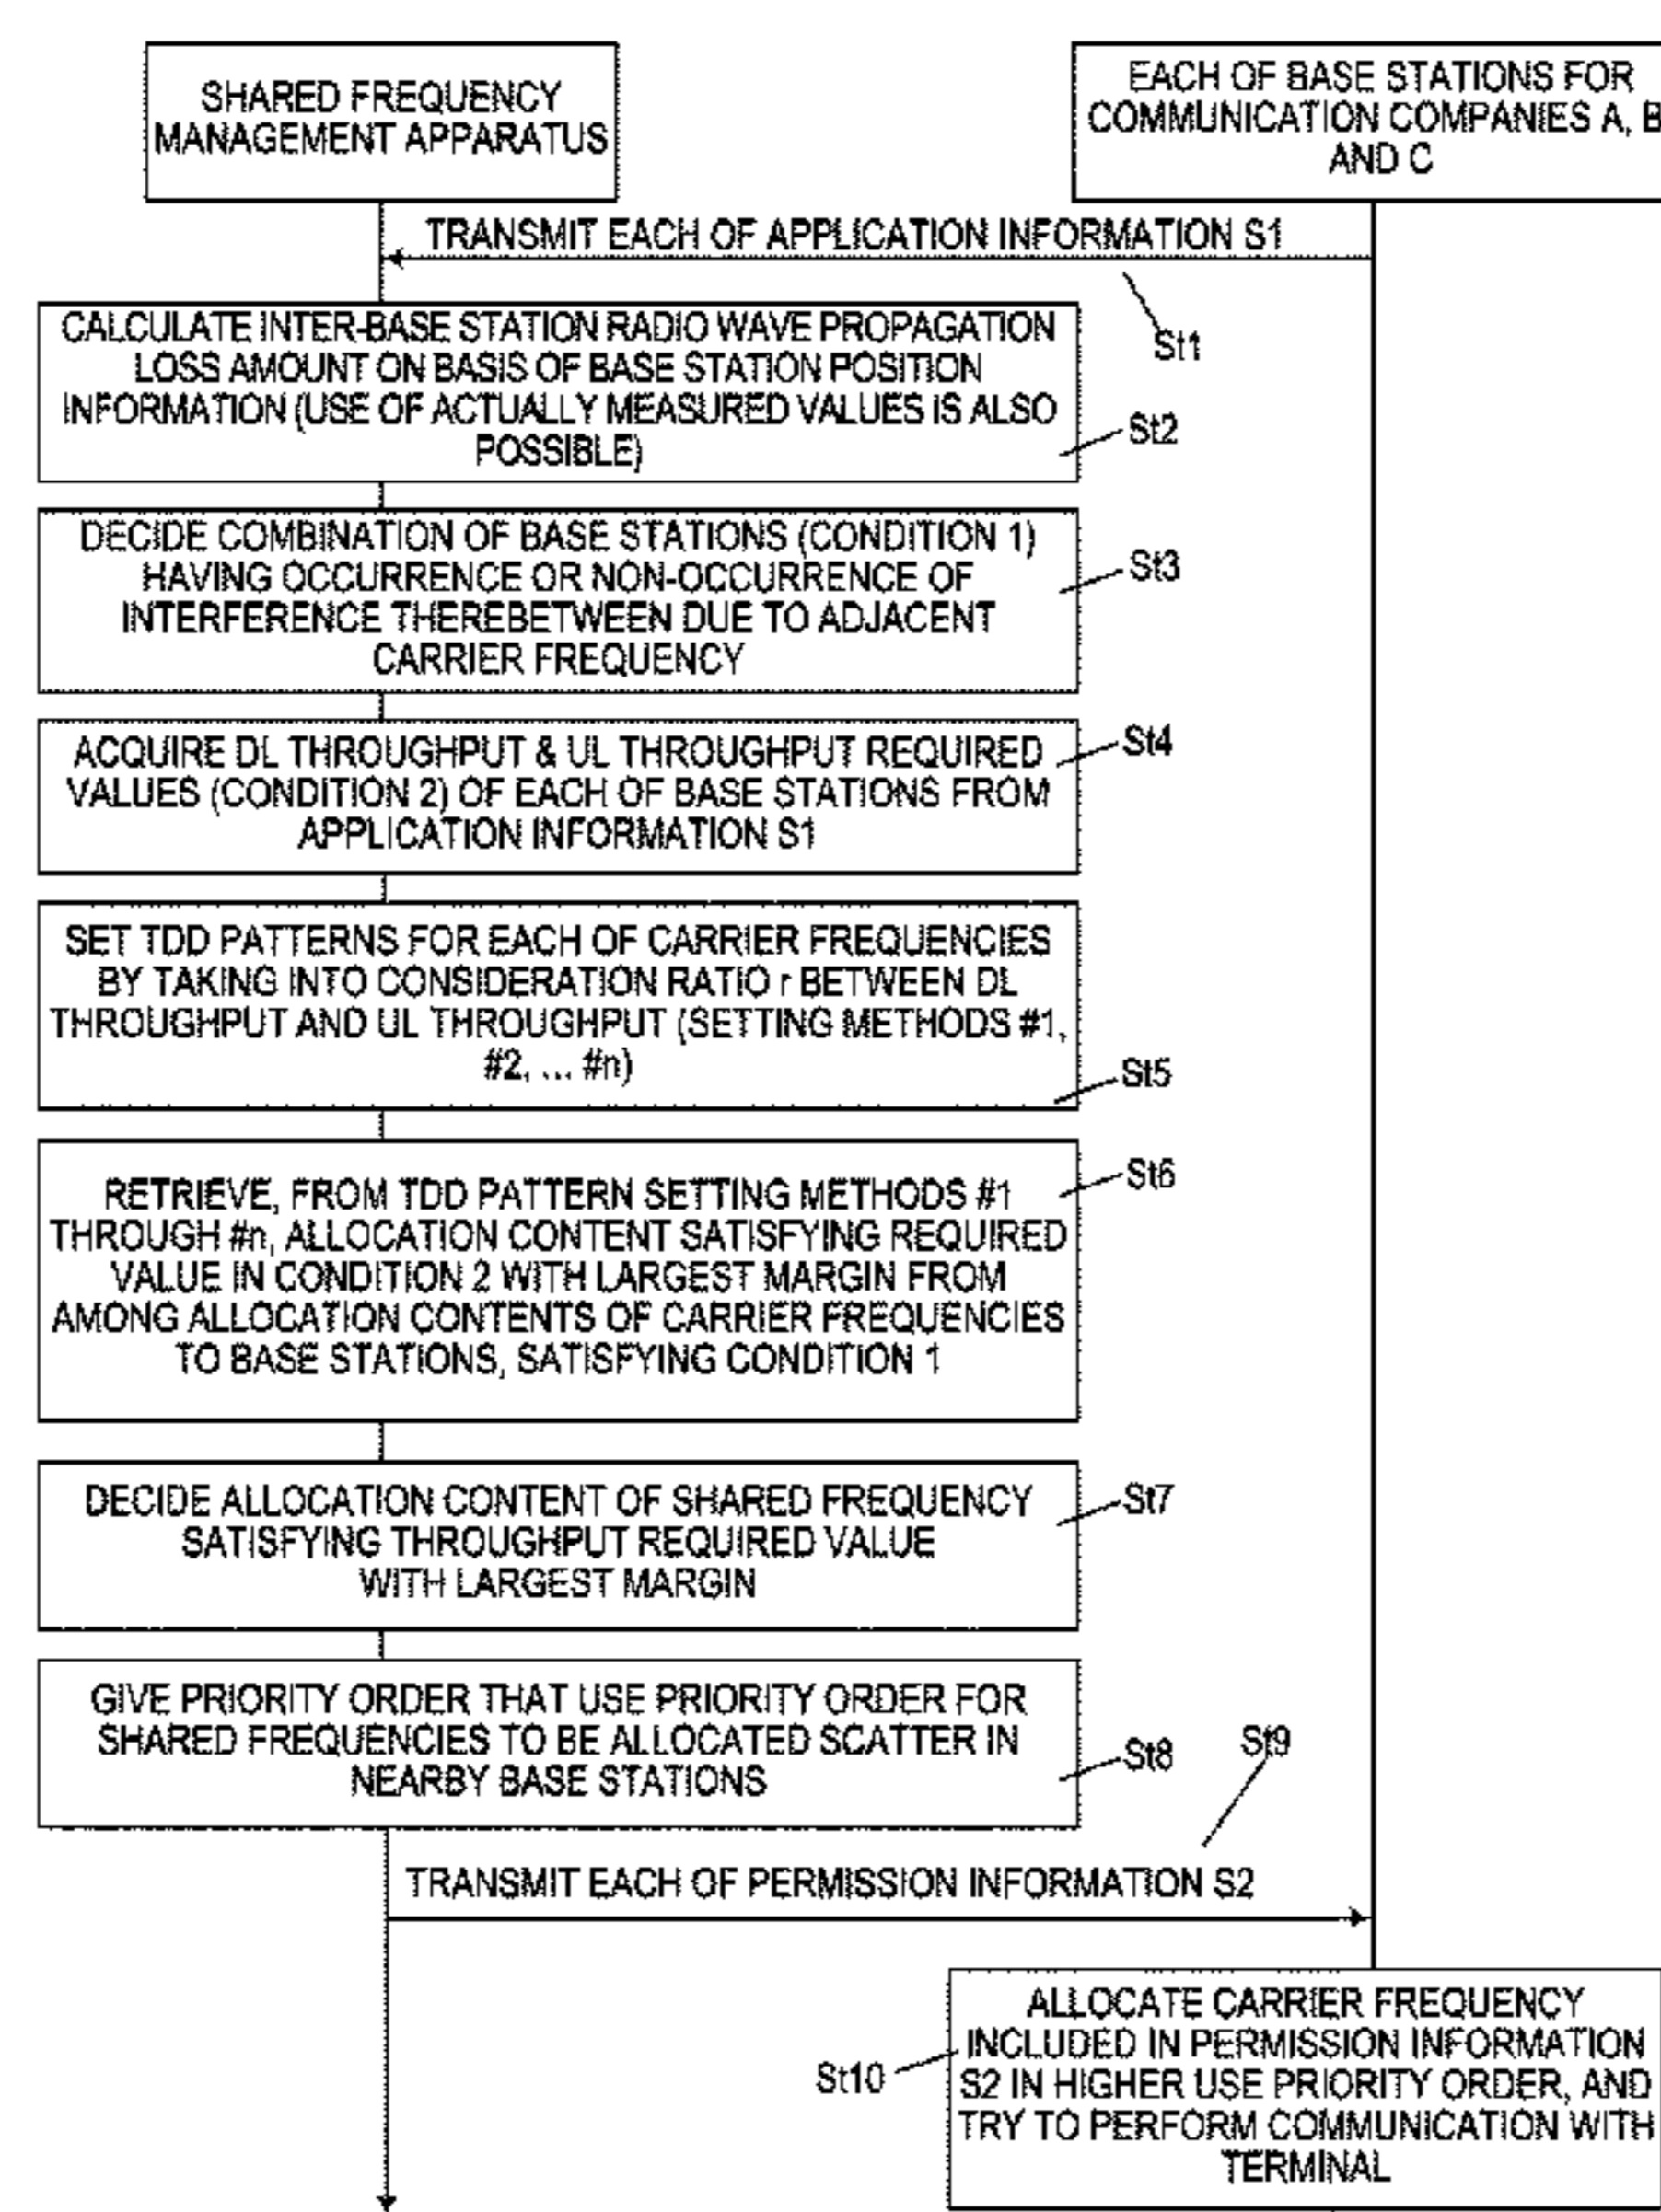 SHARED FREQUENCY
MANAGEMENT APPARATUS
EACH OF BASE STATIONS FOR
COMMUNICATION COMPANIES A, B
AND C
TRANSMIT EACH OF APPLICATION INFORMATION S1
St1
CALCULATE INTER-BASE STATION RADIO WAVE PROPAGATION
LOSS AMOUNT ON BASIS OF BASE STATION POSITION
INFORMATION (USE OF ACTUALLY MEASURED VALUES IS ALSO
POSSIBLE)
St2
DECIDE COMBINATION OF BASE STATIONS (CONDITION 1)
HAVING OCCURRENCE OR NON-OCCURRENCE OF
INTERFERENCE THEREBETWEEN DUE TO ADJACENT
CARRIER FREQUENCY
St3
ACQUIRE DL THROUGHPUT & UL THROUGHPUT REQUIRED
VALUES (CONDITION 2) OF EACH OF BASE STATIONS FROM
APPLICATION INFORMATION S1
St4
SET TDD PATTERNS FOR EACH OF CARRIER FREQUENCIES
BY TAKING INTO CONSIDERATION RATIO r BETWEEN DL
THROUGHPUT AND UL THROUGHPUT (SETTING METHODS #1,
#2, ... #n)
St5
RETRIEVE, FROM TDD PATTERN SETTING METHODS #1
THROUGH #n, ALLOCATION CONTENT SATISFYING REQUIRED
VALUE IN CONDITION 2 WITH LARGEST MARGIN FROM
AMONG ALLOCATION CONTENTS OF CARRIER FREQUENCIES
TO BASE STATIONS, SATISFYING CONDITION 1
St6
DECIDE ALLOCATION CONTENT OF SHARED FREQUENCY
SATISFYING THROUGHPUT REQUIRED VALUE
WITH LARGEST MARGIN
St7
GIVE PRIORITY ORDER THAT USE PRIORITY ORDER FOR
SHARED FREQUENCIES TO BE ALLOCATED SCATTER IN
NEARBY BASE STATIONS
St8
St9
TRANSMIT EACH OF PERMISSION INFORMATION S2
ALLOCATE CARRIER FREQUENCY
INCLUDED IN PERMISSION INFORMATION
S2 IN HIGHER USE PRIORITY ORDER, AND
TRY TO PERFORM COMMUNICATION WITH
TERMINAL
St10